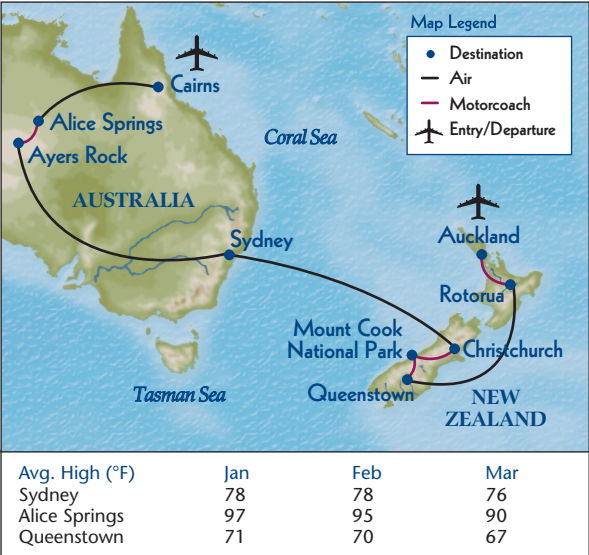 Map Legend
Destination
Air
Motorcoach
Entry/Departure
Cairns
Alice Springs
Ayers Rock
Coral Sea
AUSTRALIA
Sydney
Auckland
Rotorua
Mount Cook
National Park
Christchurch
Queenstown
Tasman Sea
NEW
ZEALAND
Avg. High (°F) Jan Feb Mar
Sydney 78 78 76
Alice Springs 97 95 90
Queenstown 71 70 67